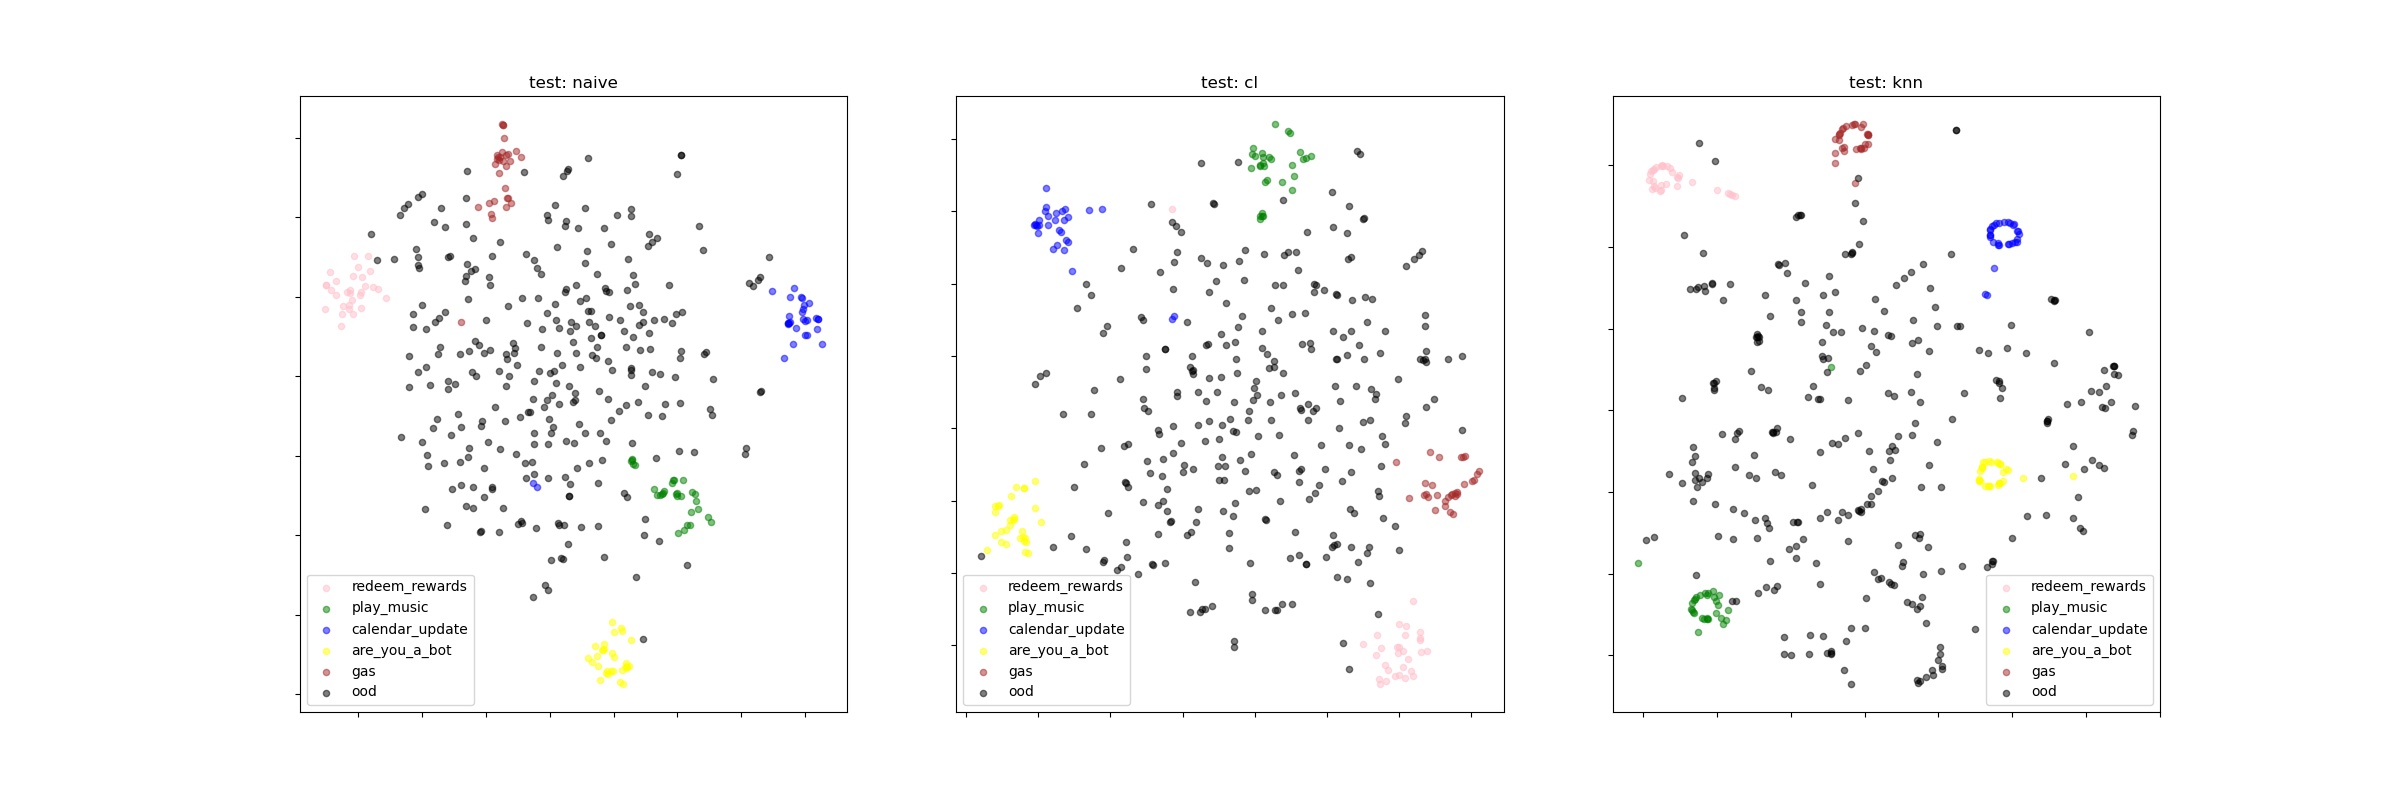 test: naive
redeem_rewards
play_music
calendar_update
are_you_a_bot
gas
ood
test: cl
redeem_rewards
play_music
calendar_update
are_you_a_bot
gas
ood
test: knn
redeem_rewards
play_music
calendar_update
are_you_a_bot
gas
ood